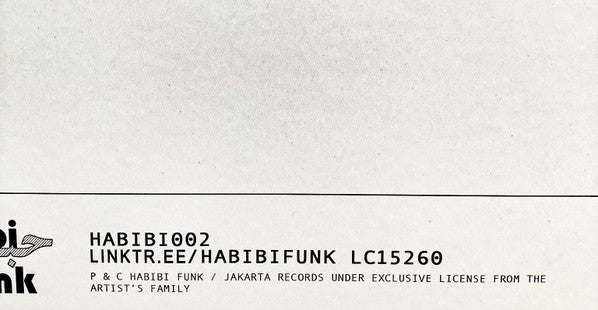 HABIBI002
LINKTR.EE/HABIBIFUNK LC15260
P & C HABIBI FUNK / JAKARTA RECORDS UNDER EXCLUSIVE LICENSE FROM THE
ARTIST'S FAMILY